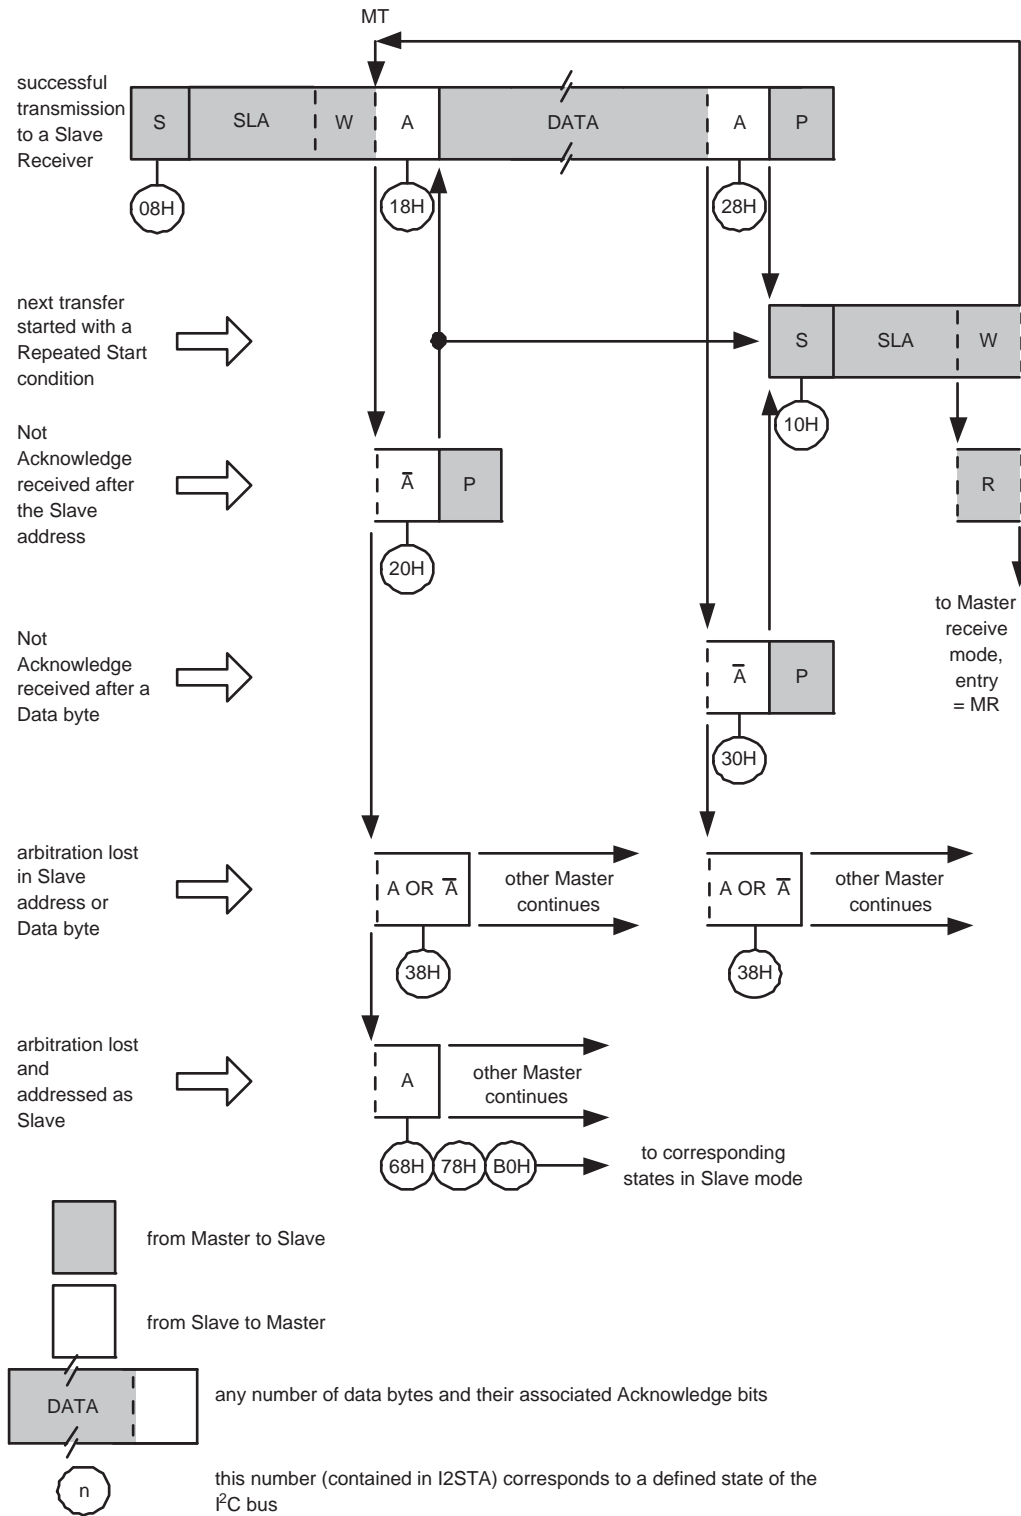 MT
successful
transmission
to a Slave
Receiver
S SLA W A DATA A P
08H 18H 28H
next transfer
started with a
Repeated Start
condition
S SLA W
10H
Not
Acknowledge
received after
the Slave
address
A̅ P R
20H
to Master
receive
mode,
entry
= MR
Not
Acknowledge
received after a
Data byte
A̅ P
30H
arbitration lost
in Slave
address or
Data byte
A OR A̅
other Master
continues
A OR A̅
other Master
continues
38H 38H
arbitration lost
and
addressed as
Slave
A
other Master
continues
68H 78H B0H
to corresponding
states in Slave mode
from Master to Slave
from Slave to Master
DATA
any number of data bytes and their associated Acknowledge bits
n
this number (contained in I2STA) corresponds to a defined state of the
I²C bus